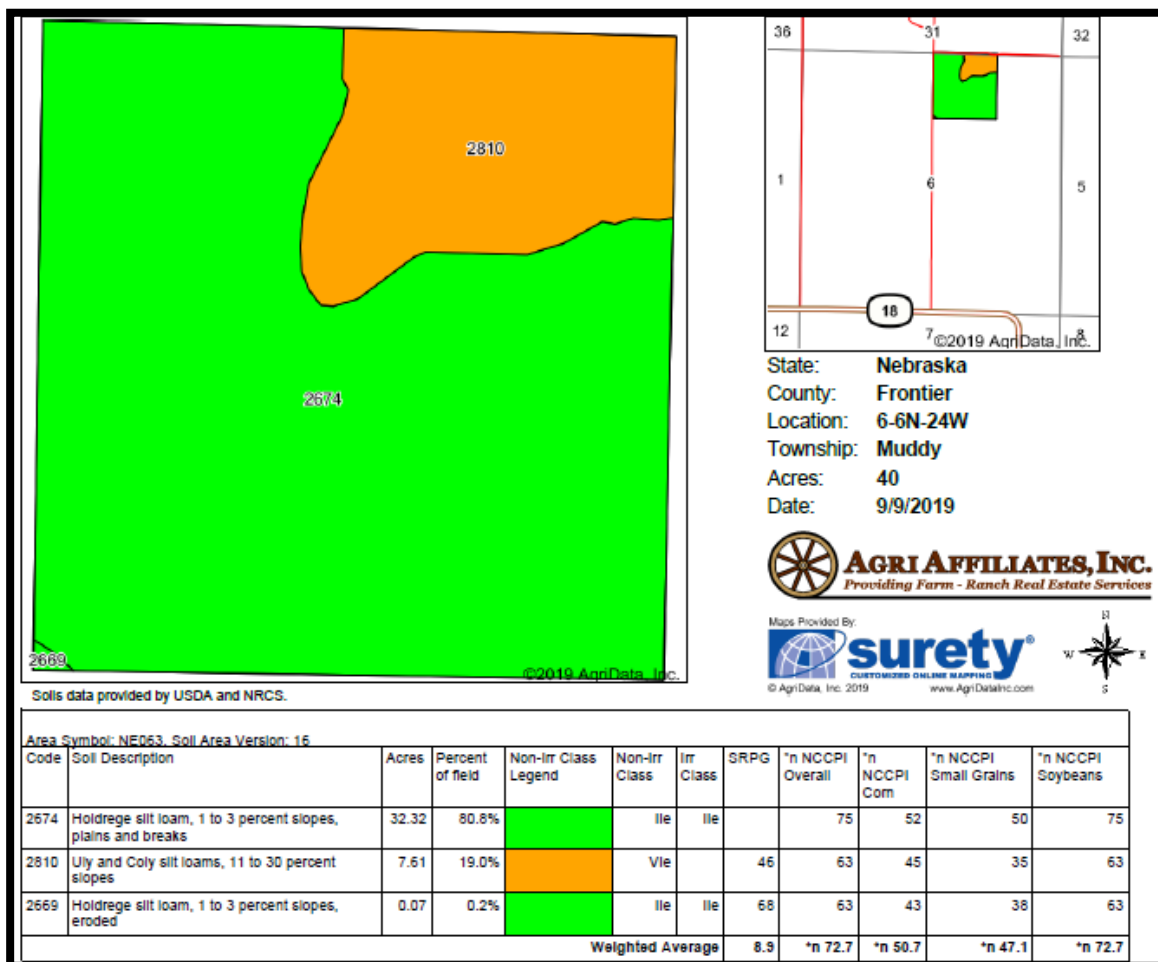 2810
2674
2669
©2019 AgriData, Inc.
36
31
32
1
6
5
18
12
7
8
©2019 AgriData, Inc.
State: Nebraska
County: Frontier
Location: 6-6N-24W
Township: Muddy
Acres: 40
Date: 9/9/2019
AGRI AFFILIATES, INC.
Providing Farm - Ranch Real Estate Services
Maps Provided By:
surety®
CUSTOMIZED ONLINE MAPPING
© AgriData, Inc. 2019 www.AgriDataInc.com
N
W E
S
Soils data provided by USDA and NRCS.
Area Symbol: NE063, Soil Area Version: 16
Code Soil Description Acres Percent of field Non-Irr Class Legend Non-Irr Class Irr Class SRPG *n NCCPI Overall *n NCCPI Corn *n NCCPI Small Grains *n NCCPI Soybeans
2674 Holdrege silt loam, 1 to 3 percent slopes, plains and breaks 32.32 80.8% IIe IIe 75 52 50 75
2810 Uly and Coly silt loams, 11 to 30 percent slopes 7.61 19.0% VIe 46 63 45 35 63
2669 Holdrege silt loam, 1 to 3 percent slopes, eroded 0.07 0.2% IIe IIe 68 63 43 38 63
Weighted Average 8.9 *n 72.7 *n 50.7 *n 47.1 *n 72.7